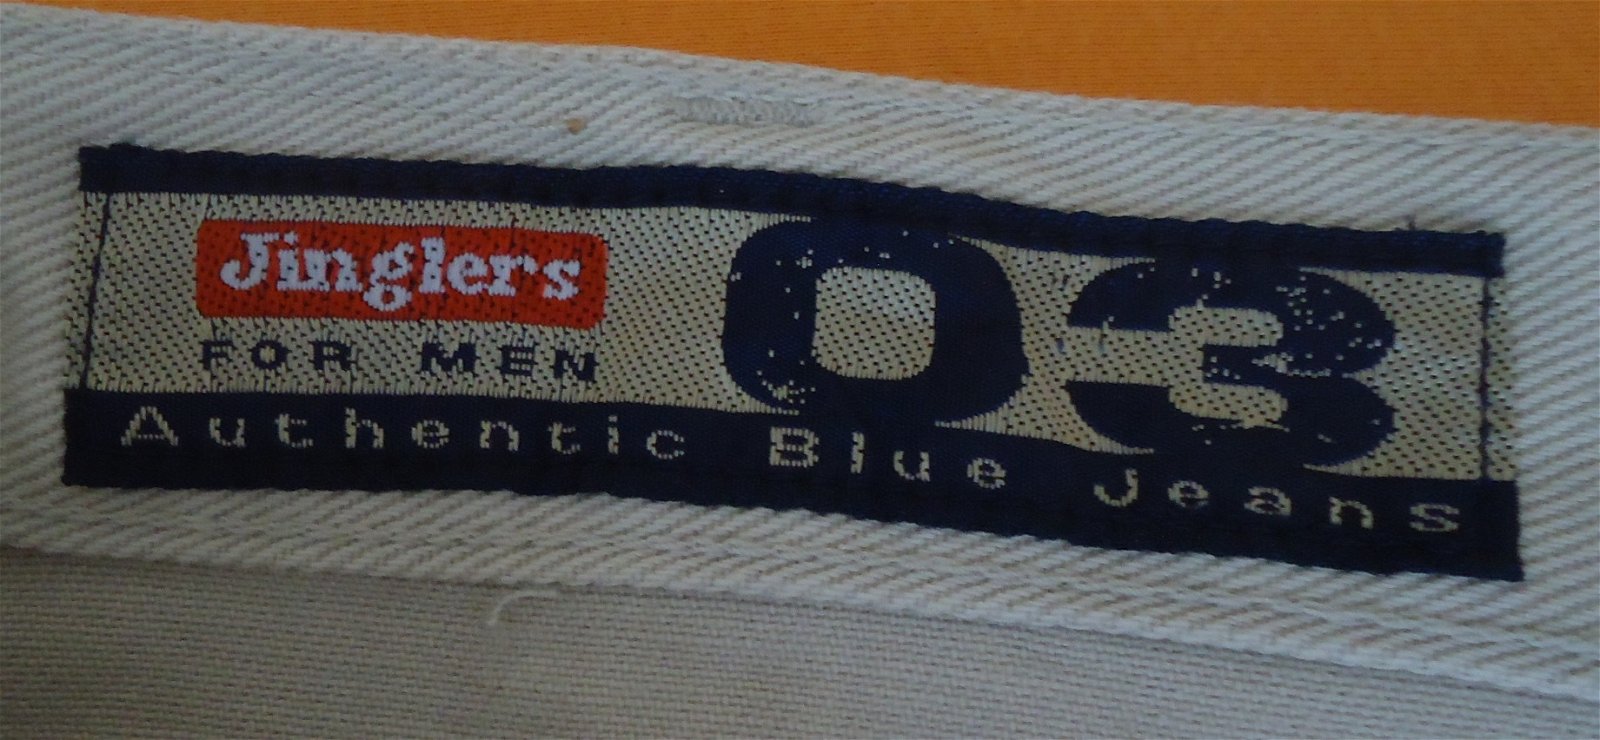 Jinglers
FOR MEN
03
Authentic Blue Jeans